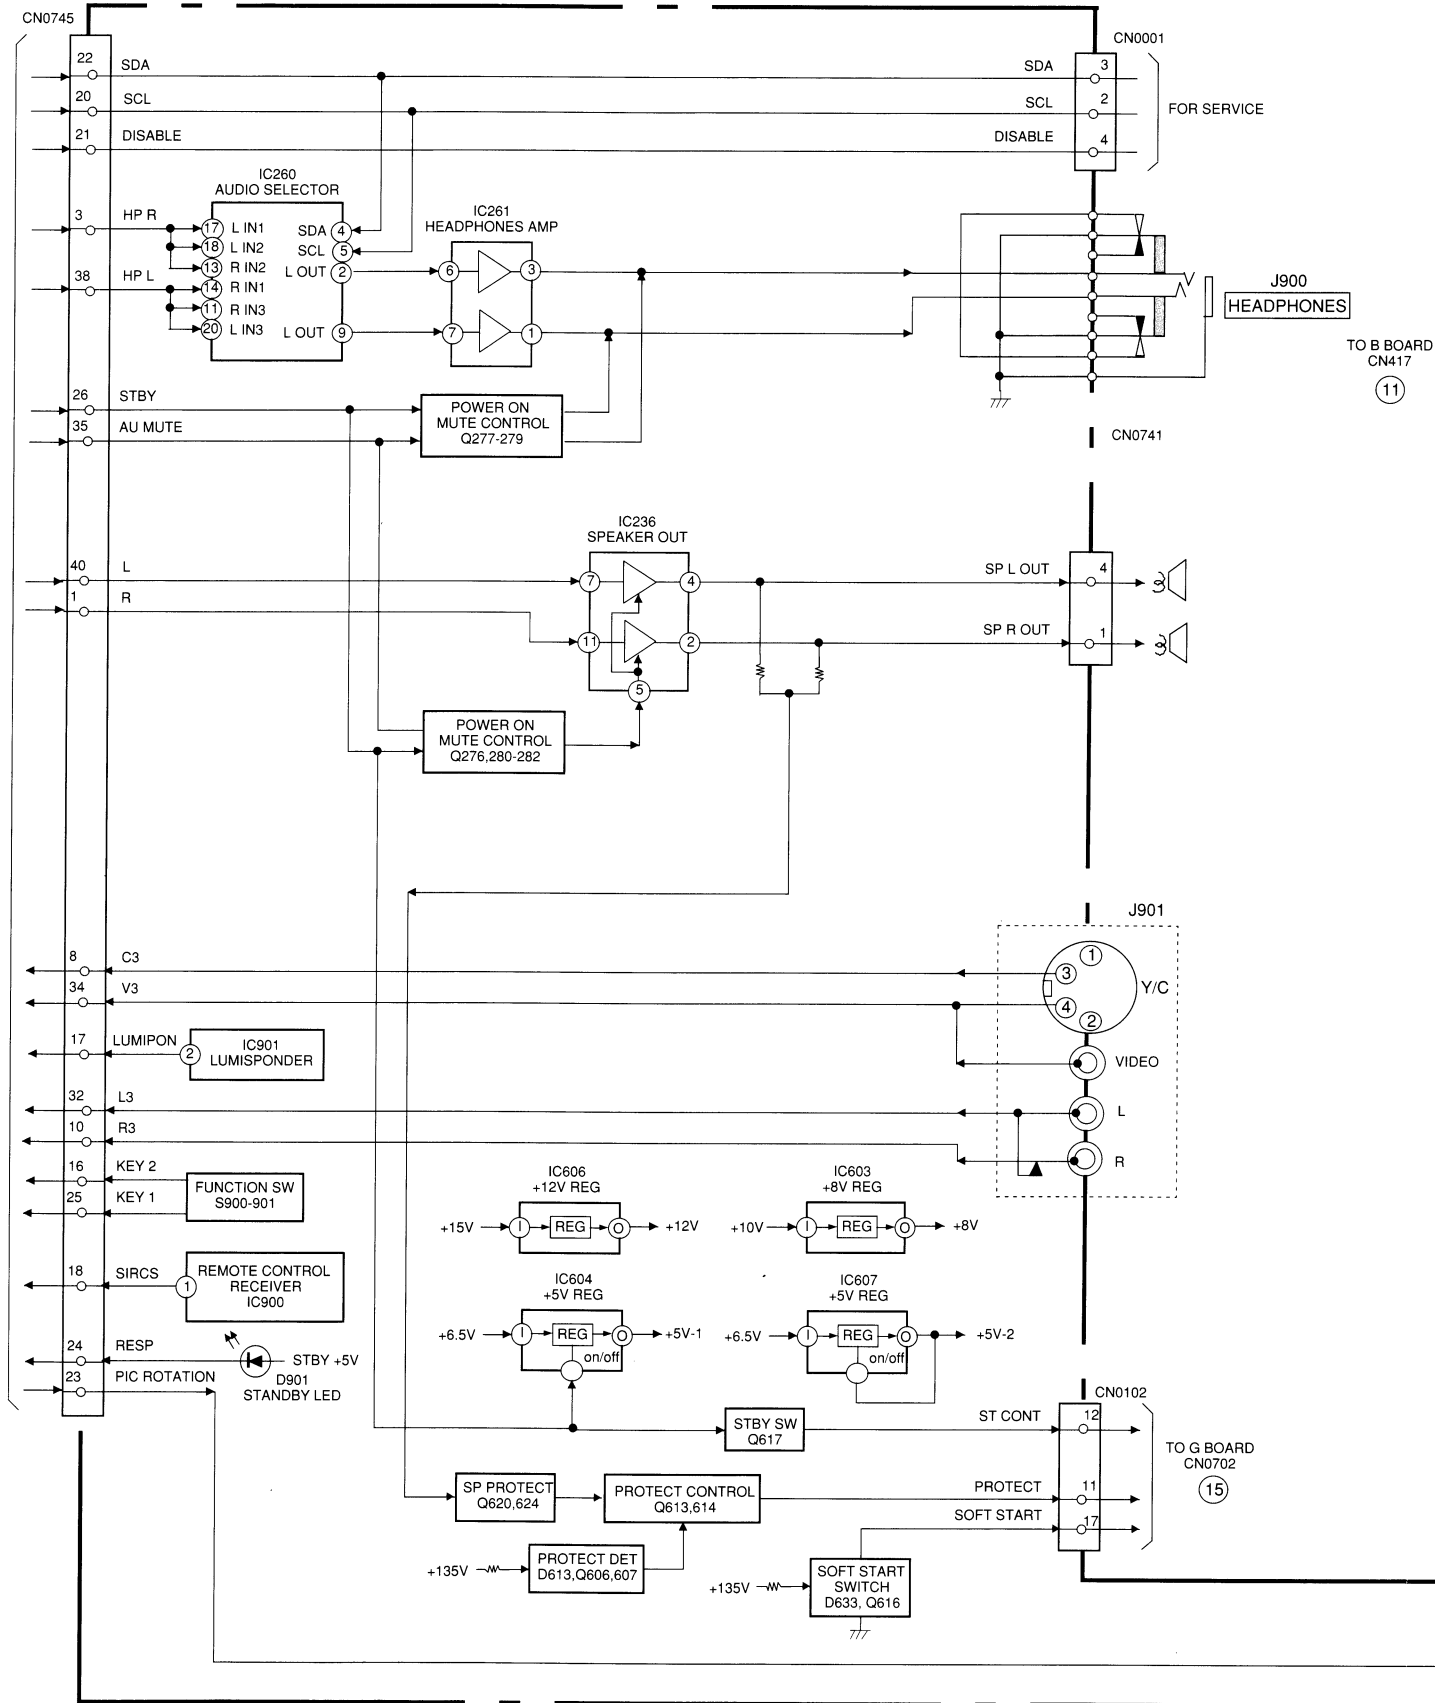 CN0745
CN0001
22 SDA
SDA 3
20 SCL
SCL 2
FOR SERVICE
21 DISABLE
DISABLE 4
IC260
AUDIO SELECTOR
3 HP R
17 L IN1
18 L IN2
13 R IN2
38 HP L
14 R IN1
11 R IN3
20 L IN3
SDA 4
SCL 5
L OUT 2
L OUT 9
IC261
HEADPHONES AMP
6 3
7 1
J900
HEADPHONES
TO B BOARD
CN417
11
26 STBY
35 AU MUTE
POWER ON
MUTE CONTROL
Q277-279
CN0741
IC236
SPEAKER OUT
40 L
7 4
SP L OUT 4
1 R
11 2
SP R OUT 1
5
POWER ON
MUTE CONTROL
Q276,280-282
J901
8 C3
34 V3
1
3
4
2
Y/C
17 LUMIPON
2
IC901
LUMISPONDER
VIDEO
32 L3
L
10 R3
R
16 KEY 2
25 KEY 1
FUNCTION SW
S900-901
IC606
+12V REG
+15V I REG O +12V
IC603
+8V REG
+10V I REG O +8V
18 SIRCS
1
REMOTE CONTROL
RECEIVER
IC900
IC604
+5V REG
+6.5V I REG O +5V-1
on/off
IC607
+5V REG
+6.5V I REG O +5V-2
on/off
24 RESP
STBY +5V
D901
STANDBY LED
23 PIC ROTATION
CN0102
STBY SW
Q617
ST CONT 12
TO G BOARD
CN0702
15
SP PROTECT
Q620,624
PROTECT CONTROL
Q613,614
PROTECT 11
SOFT START 17
+135V
PROTECT DET
D613,Q606,607
+135V
SOFT START
SWITCH
D633, Q616